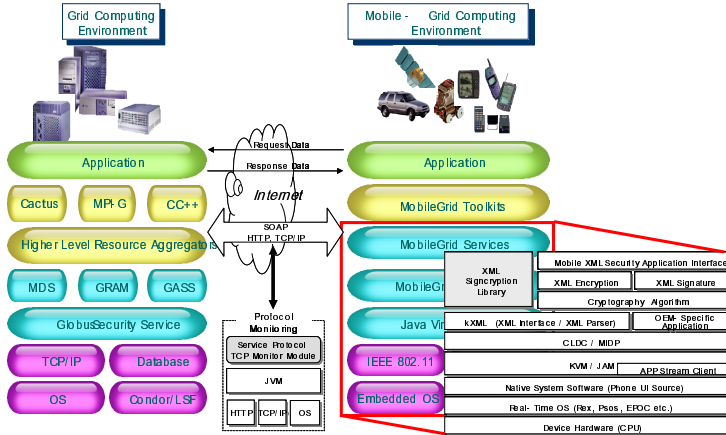 Grid Computing
Environment
Mobile - Grid Computing
Environment
Request Data
Response Data
Internet
SOAP
HTTP, TCP/IP
Application
Cactus
MPI-G
CC++
Higher Level Resource Aggregators
MDS
GRAM
GASS
GlobusSecurity Service
TCP/IP
Database
OS
Condor/LSF
Protocol
Monitoring
Service Protocol
TCP Monitor Module
JVM
HTTP
TCP/IP
OS
Application
MobileGrid Toolkits
MobileGrid Services
MobileGr
Java Vir
IEEE 802.11
Embedded OS
XML
Signcryption
Library
Mobile XML Security Application Interface
XML Encryption
XML Signature
Cryptography Algorithm
kXML (XML Interface / XML Parser)
OEM- Specific
Application
CLDC / MIDP
KVM / JAM
APP Stream Client
Native System Software (Phone UI Source)
Real- Time OS (Rex, Psos, EPOC etc.)
Device Hardware (CPU)